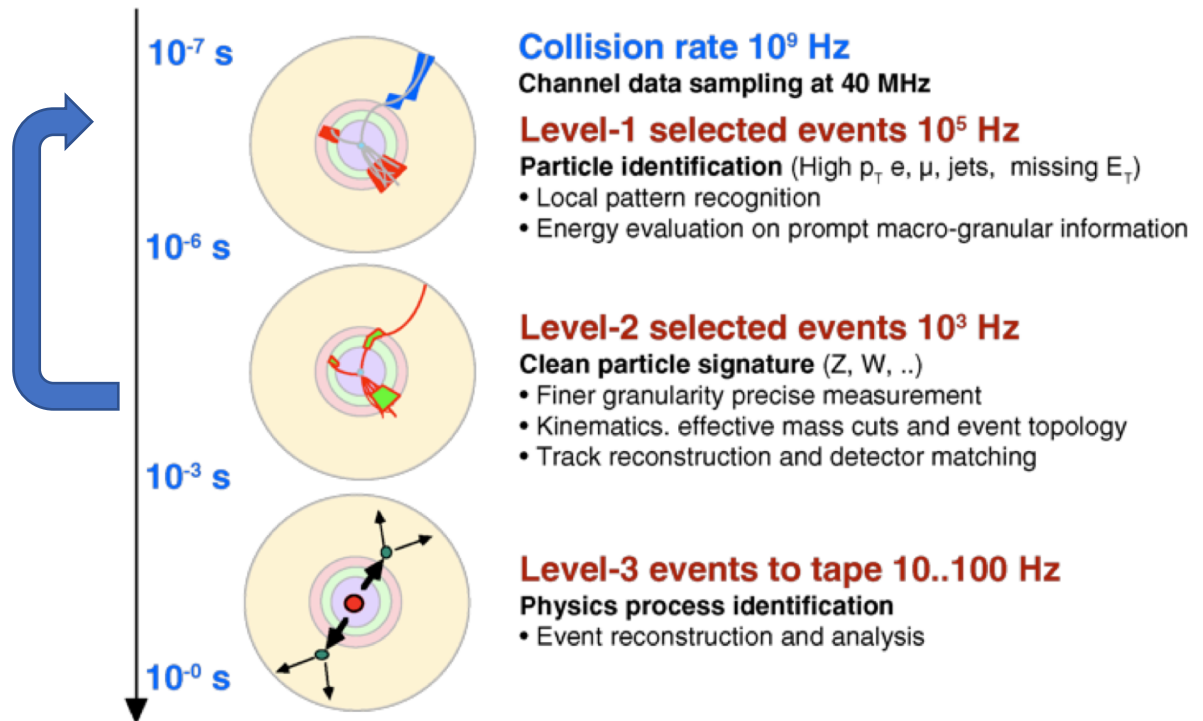 10⁻⁷ s
Collision rate 10⁹ Hz
Channel data sampling at 40 MHz
Level-1 selected events 10⁵ Hz
Particle identification (High p_T e, µ, jets, missing E_T)
• Local pattern recognition
• Energy evaluation on prompt macro-granular information
10⁻⁶ s
Level-2 selected events 10³ Hz
Clean particle signature (Z, W, ..)
• Finer granularity precise measurement
• Kinematics. effective mass cuts and event topology
• Track reconstruction and detector matching
10⁻³ s
Level-3 events to tape 10..100 Hz
Physics process identification
• Event reconstruction and analysis
10⁻⁰ s